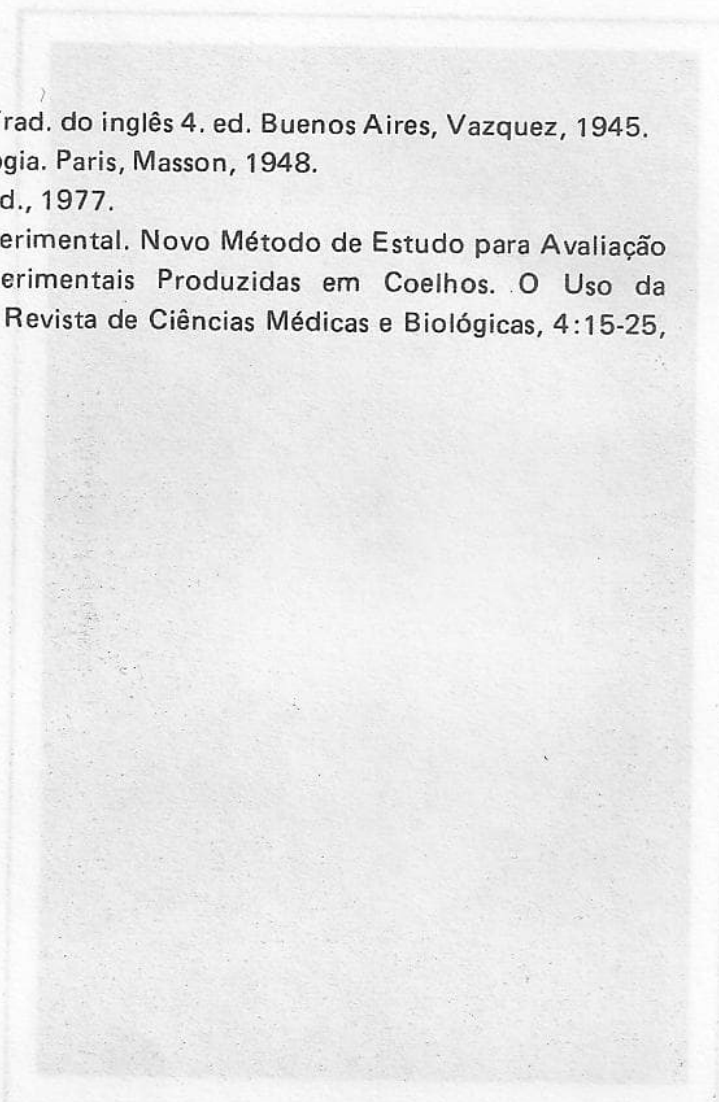 rad. do inglês 4. ed. Buenos Aires, Vazquez, 1945.
ogia. Paris, Masson, 1948.
d., 1977.
erimental. Novo Método de Estudo para Avaliação
erimentais Produzidas em Coelhos. O Uso da
Revista de Ciências Médicas e Biológicas, 4:15-25,